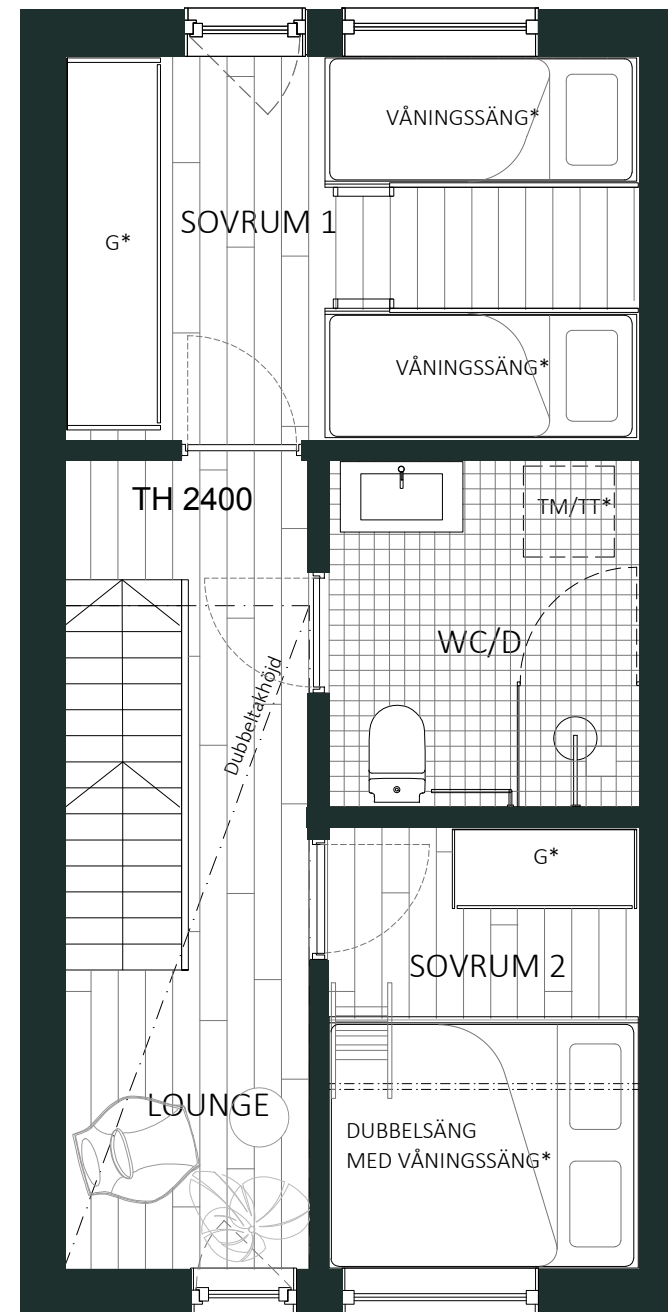 VÅNINGSSÄNG*
SOVRUM 1
G*
VÅNINGSSÄNG*
TH 2400
TM/TT*
WC/D
Dubbeltakhöjd
G*
SOVRUM 2
LOUNGE
DUBBELSÄNG
MED VÅNINGSSÄNG*